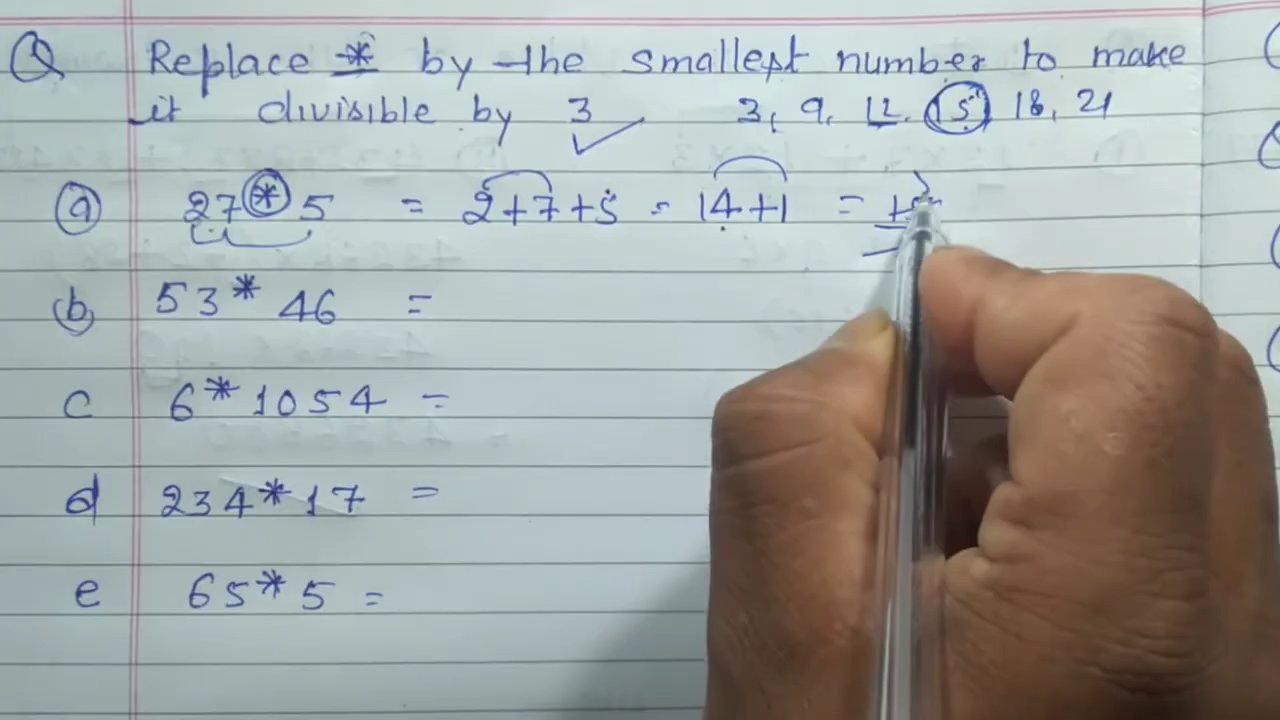 Q Replace * by the smallest number to make
it divisible by 3 3, 9, 12, 15, 18, 21
a 27*5 = 2+7+5 = 14+1 = 15
b 53*46 =
c 6*1054 =
d 234*17 =
e 65*5 =